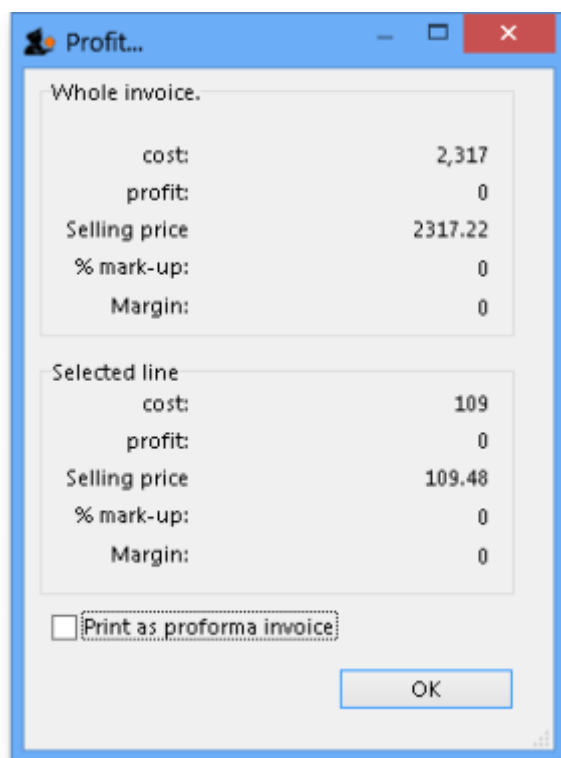 Profit...
Whole invoice.
cost: 2,317
profit: 0
Selling price 2317.22
% mark-up: 0
Margin: 0
Selected line
cost: 109
profit: 0
Selling price 109.48
% mark-up: 0
Margin: 0
Print as proforma invoice
OK